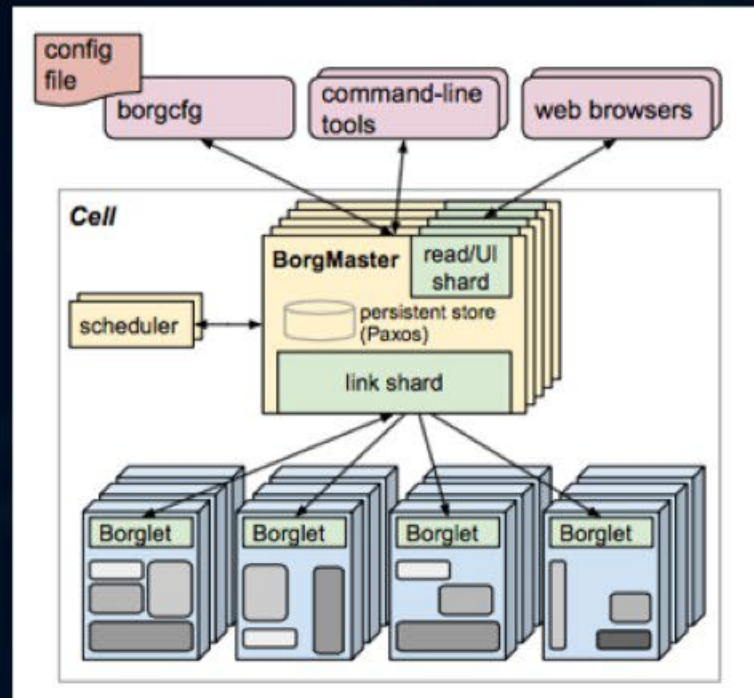 config
file
borgcfg
command-line
tools
web browsers
Cell
BorgMaster
read/UI
shard
scheduler
persistent store
(Paxos)
link shard
Borglet
Borglet
Borglet
Borglet